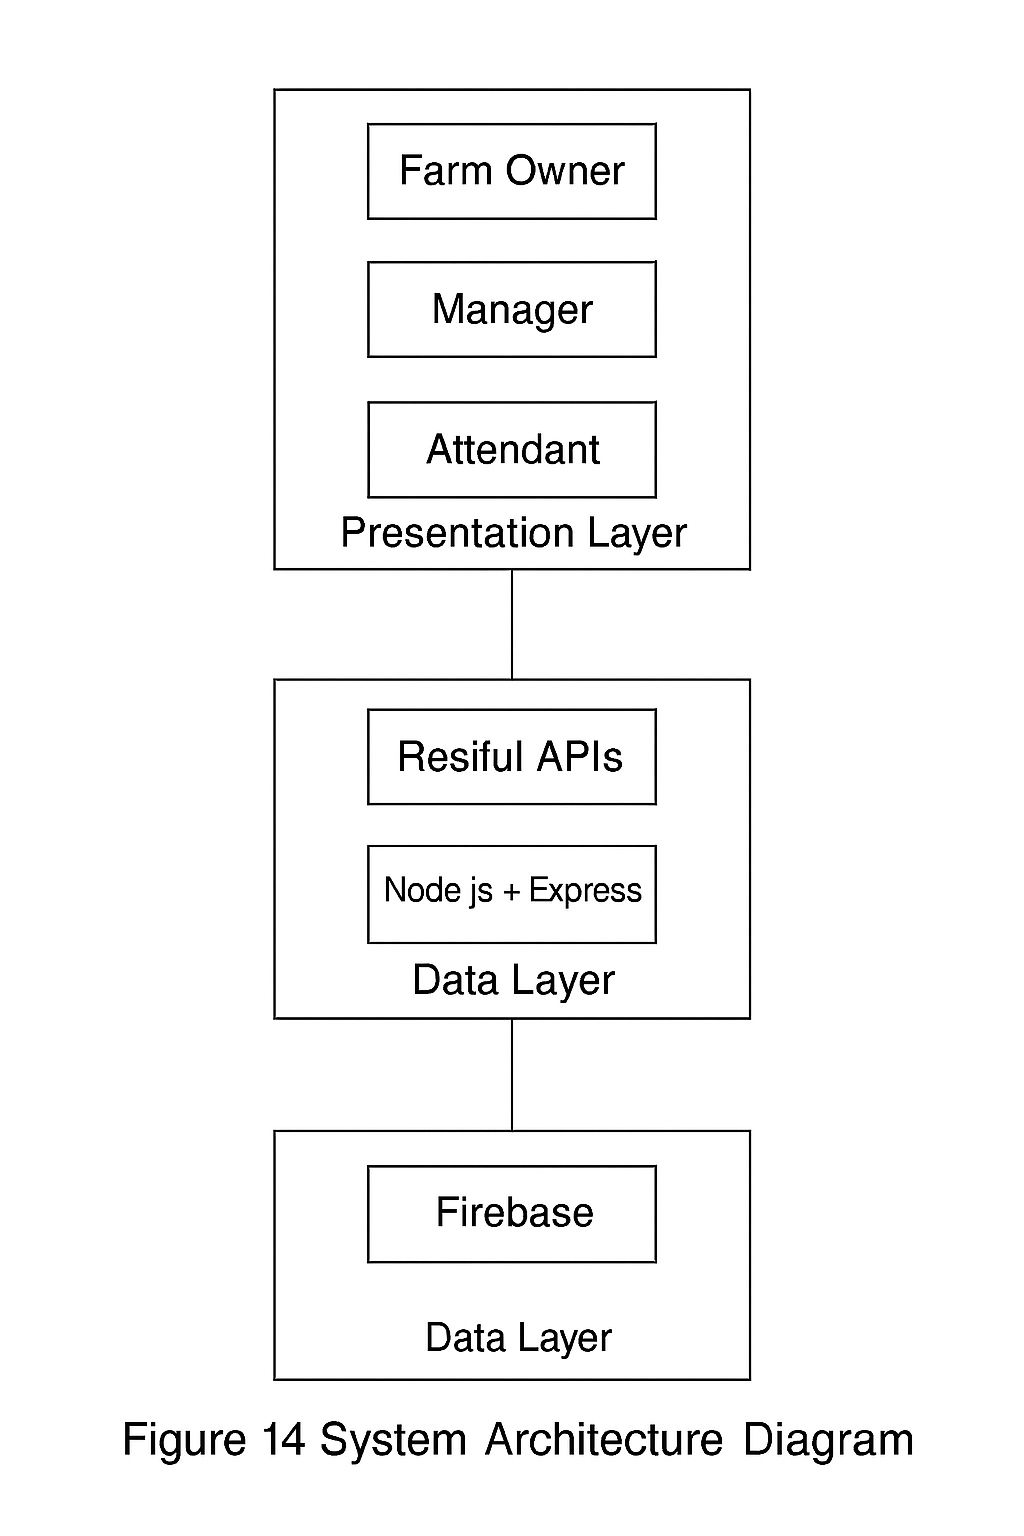 Farm Owner
Manager
Attendant
Presentation Layer
Resiful APIs
Node js + Express
Data Layer
Firebase
Data Layer
Figure 14 System Architecture Diagram